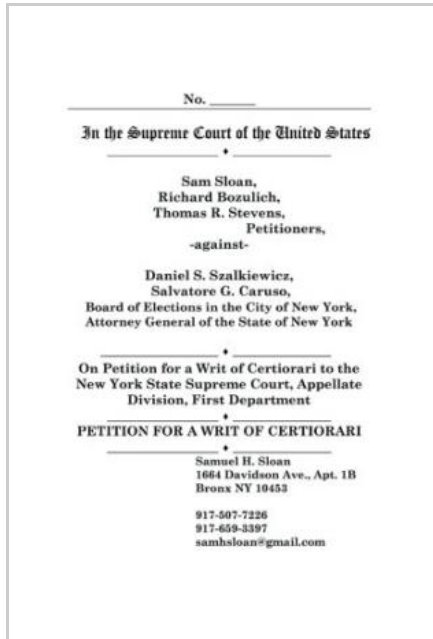 No. ______
In the Supreme Court of the United States
Sam Sloan,
Richard Bozulich,
Thomas R. Stevens,
Petitioners,
-against-
Daniel S. Szalkiewicz,
Salvatore G. Caruso,
Board of Elections in the City of New York,
Attorney General of the State of New York
On Petition for a Writ of Certiorari to the
New York State Supreme Court, Appellate
Division, First Department
PETITION FOR A WRIT OF CERTIORARI
Samuel H. Sloan
1664 Davidson Ave., Apt. 1B
Bronx NY 10453
917-507-7226
917-659-3397
samhsloan@gmail.com